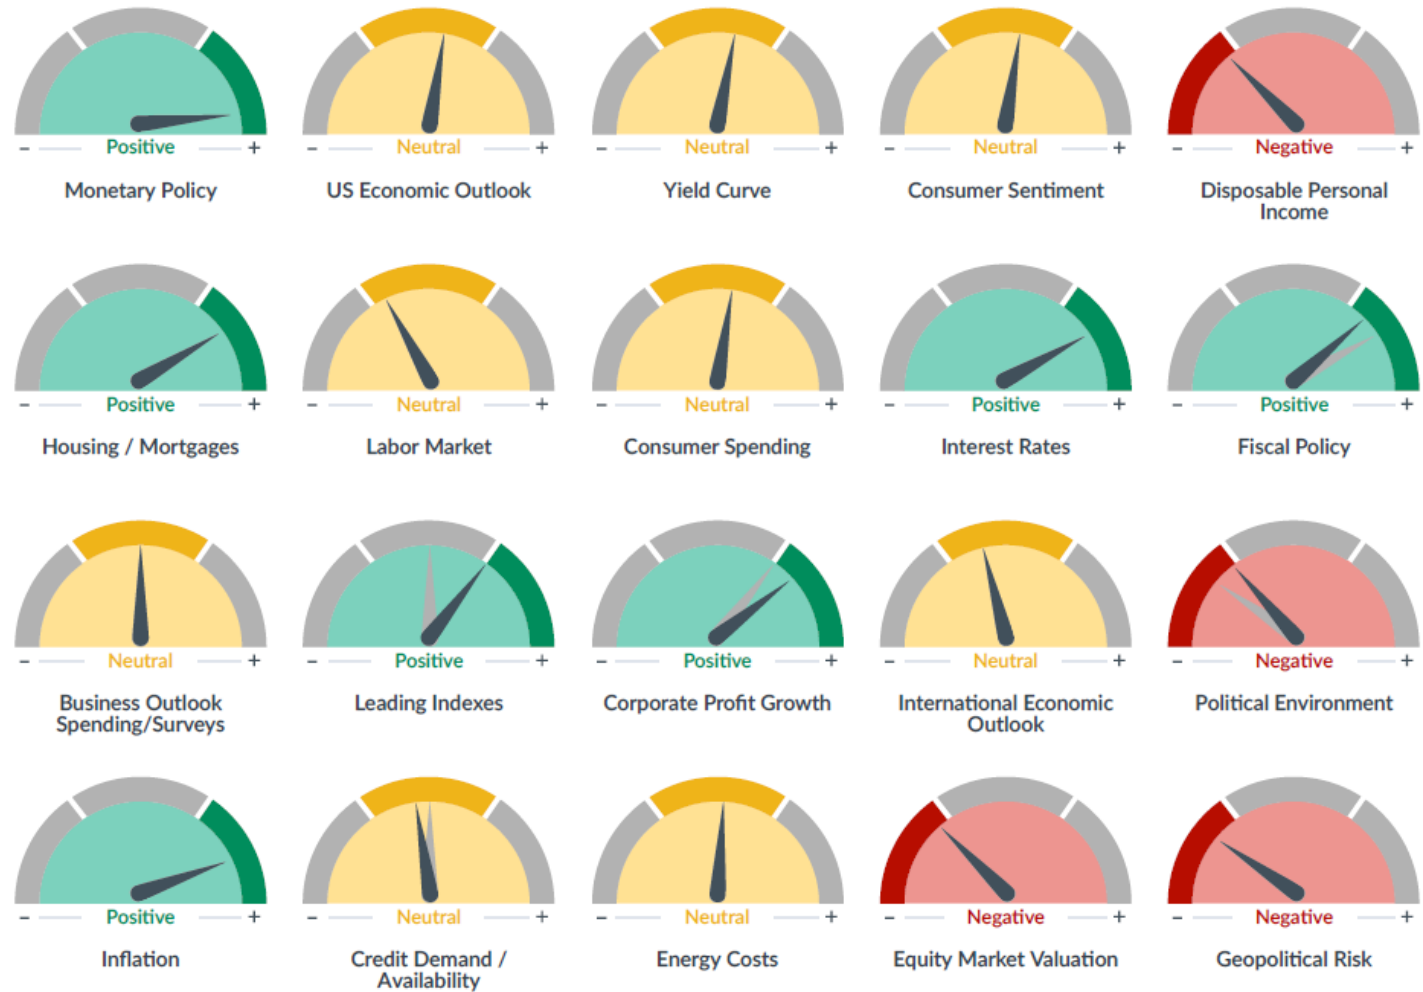 - Positive +
Monetary Policy
- Neutral +
US Economic Outlook
- Neutral +
Yield Curve
- Neutral +
Consumer Sentiment
- Negative +
Disposable Personal
Income
- Positive +
Housing / Mortgages
- Neutral +
Labor Market
- Neutral +
Consumer Spending
- Positive +
Interest Rates
- Positive +
Fiscal Policy
- Neutral +
Business Outlook
Spending/Surveys
- Positive +
Leading Indexes
- Positive +
Corporate Profit Growth
- Neutral +
International Economic
Outlook
- Negative +
Political Environment
- Positive +
Inflation
- Neutral +
Credit Demand /
Availability
- Neutral +
Energy Costs
- Negative +
Equity Market Valuation
- Negative +
Geopolitical Risk